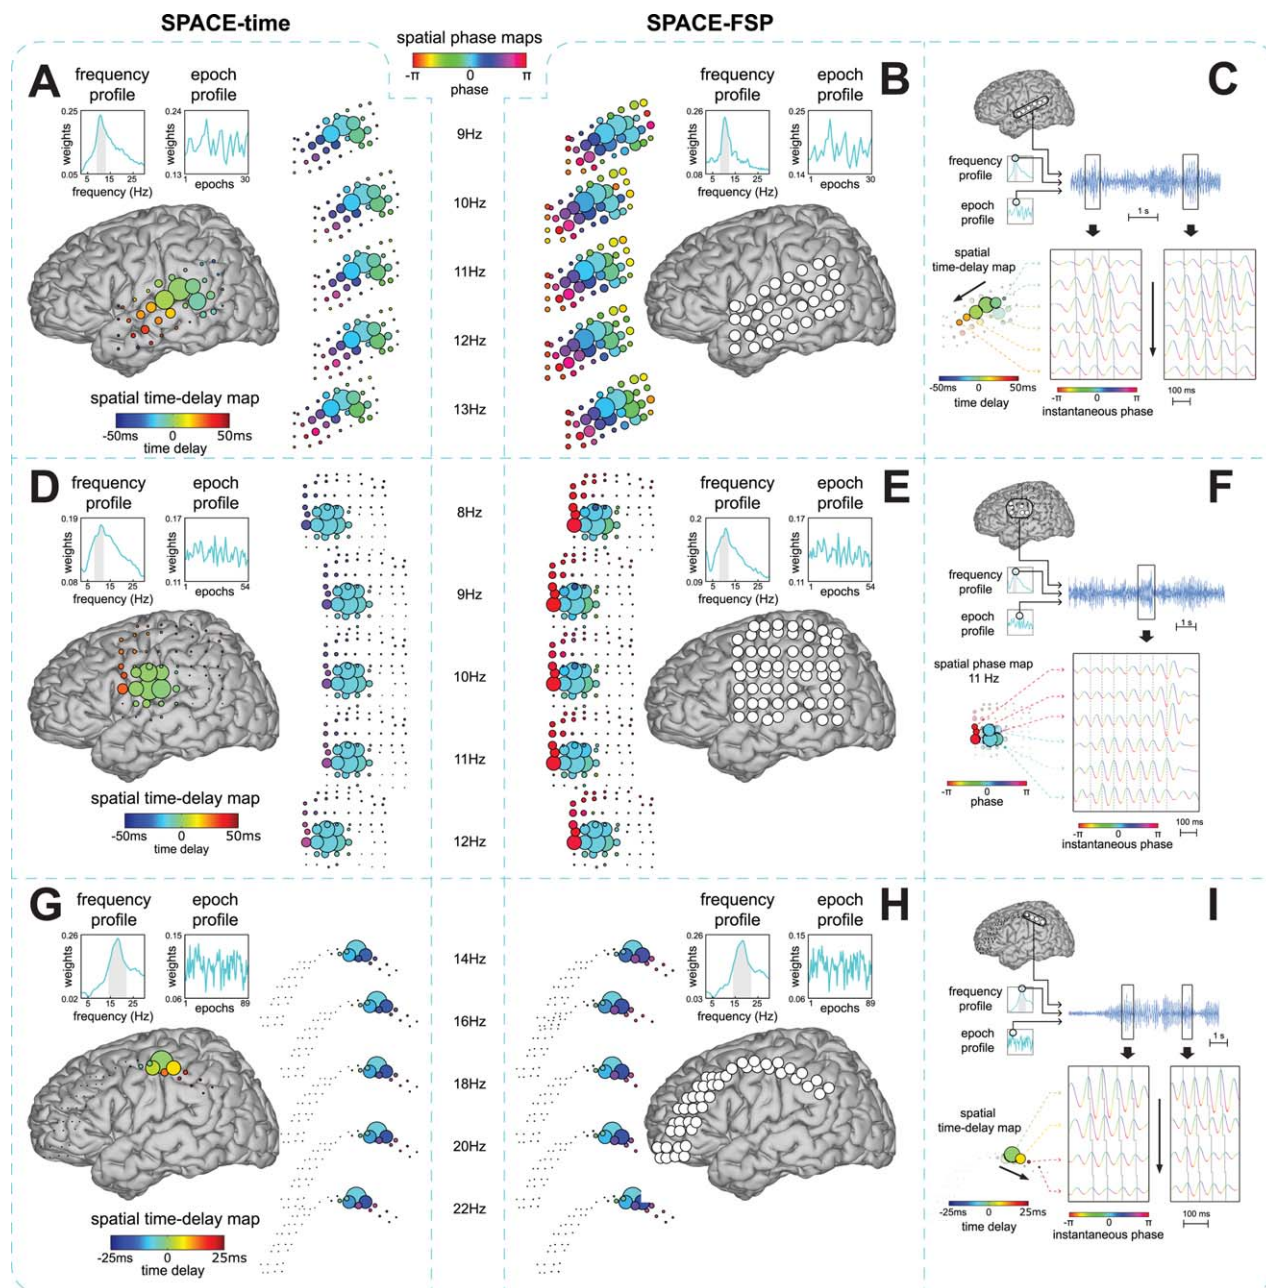 SPACE-time
SPACE-FSP
spatial phase maps
-π 0 π
phase
A
frequency profile
epoch profile
0.25
weights
0.05
5 15 25
frequency (Hz)
0.24
weights
0.13
1 30
epochs
spatial time-delay map
-50ms 0 50ms
time delay
9Hz
10Hz
11Hz
12Hz
13Hz
B
frequency profile
epoch profile
0.26
weights
0.08
5 15 25
frequency (Hz)
0.24
weights
0.13
1 30
epochs
C
frequency profile
epoch profile
1 s
spatial time-delay map
-50ms 0 50ms
time delay
-π 0 π
instantaneous phase
100 ms
D
frequency profile
epoch profile
0.19
weights
0.08
5 15 25
frequency (Hz)
0.17
weights
0.11
1 54
epochs
spatial time-delay map
-50ms 0 50ms
time delay
8Hz
9Hz
10Hz
11Hz
12Hz
E
frequency profile
epoch profile
0.2
weights
0.09
5 15 25
frequency (Hz)
0.17
weights
0.11
1 54
epochs
F
frequency profile
epoch profile
1 s
spatial phase map
11 Hz
-π 0 π
phase
-π 0 π
instantaneous phase
100 ms
G
frequency profile
epoch profile
0.26
weights
0.02
5 15 25
frequency (Hz)
0.15
weights
0.06
1 89
epochs
spatial time-delay map
-25ms 0 25ms
time delay
14Hz
16Hz
18Hz
20Hz
22Hz
H
frequency profile
epoch profile
0.26
weights
0.03
5 15 25
frequency (Hz)
0.15
weights
0.06
1 89
epochs
I
frequency profile
epoch profile
1 s
spatial time-delay map
-25ms 0 25ms
time delay
-π 0 π
instantaneous phase
100 ms